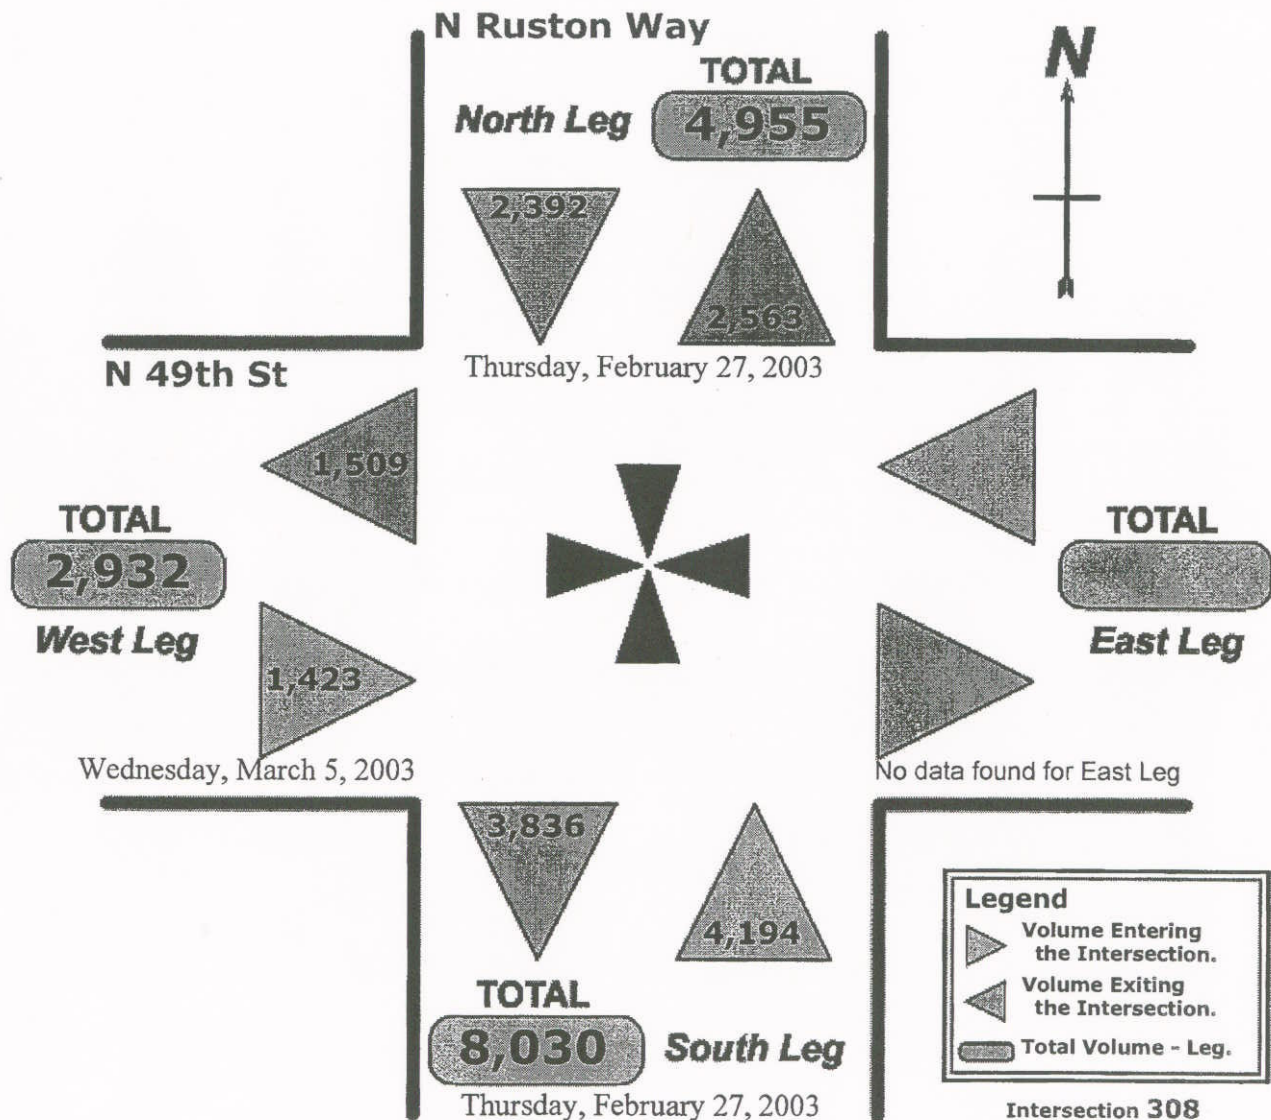 N Ruston Way
TOTAL
North Leg
4,955
N
2,392
2,563
Thursday, February 27, 2003
N 49th St
1,509
TOTAL
2,932
West Leg
1,423
Wednesday, March 5, 2003
TOTAL
East Leg
No data found for East Leg
3,836
4,194
TOTAL
8,030
South Leg
Thursday, February 27, 2003
Legend
Volume Entering
the Intersection.
Volume Exiting
the Intersection.
Total Volume - Leg.
Intersection 308